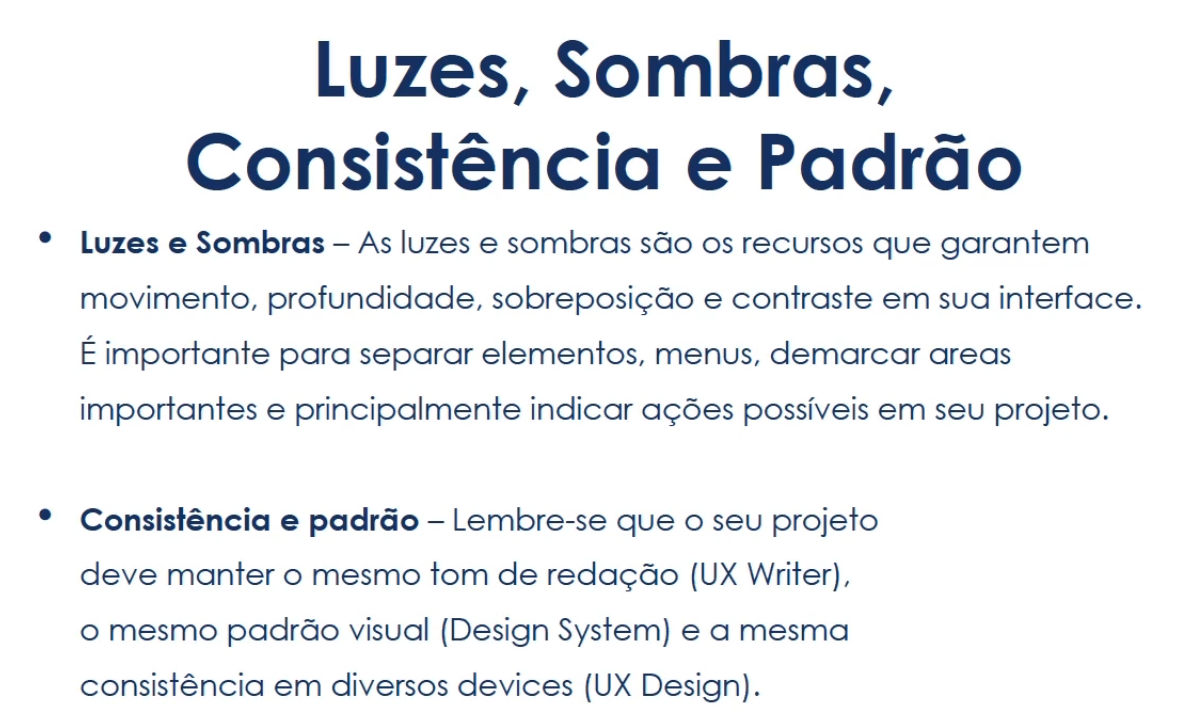 Luzes, Sombras,
Consistência e Padrão
• Luzes e Sombras – As luzes e sombras são os recursos que garantem
movimento, profundidade, sobreposição e contraste em sua interface.
É importante para separar elementos, menus, demarcar areas
importantes e principalmente indicar ações possíveis em seu projeto.
• Consistência e padrão – Lembre-se que o seu projeto
deve manter o mesmo tom de redação (UX Writer),
o mesmo padrão visual (Design System) e a mesma
consistência em diversos devices (UX Design).